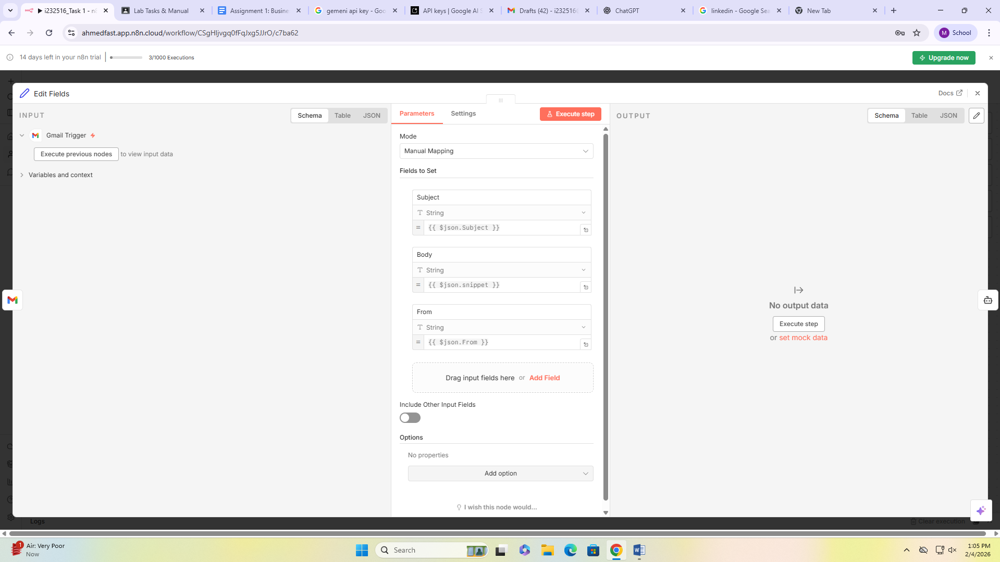 i232516_Task 1 - n8
Lab Tasks & Manual
Assignment 1: Busine
gemeni api key - Goo
API keys | Google AI S
Drafts (42) - i232516@
ChatGPT
linkedin - Google Sea
New Tab
ahmedfast.app.n8n.cloud/workflow/CSgHIjvgq0fFqJxg5JJrO/c7ba62
M School
14 days left in your n8n trial
3/1000 Executions
Upgrade now
Edit Fields
Docs
INPUT
Schema Table JSON
Parameters Settings
Execute step
OUTPUT
Schema Table JSON
Gmail Trigger
Execute previous nodes to view input data
Variables and context
Mode
Manual Mapping
Fields to Set
Subject
T String
= {{ $json.Subject }}
Body
T String
= {{ $json.snippet }}
From
T String
= {{ $json.From }}
Drag input fields here or Add Field
Include Other Input Fields
Options
No properties
Add option
I wish this node would...
No output data
Execute step
or set mock data
Logs
Clear execution
1
Air: Very Poor
Now
Search
1:05 PM
2/4/2026